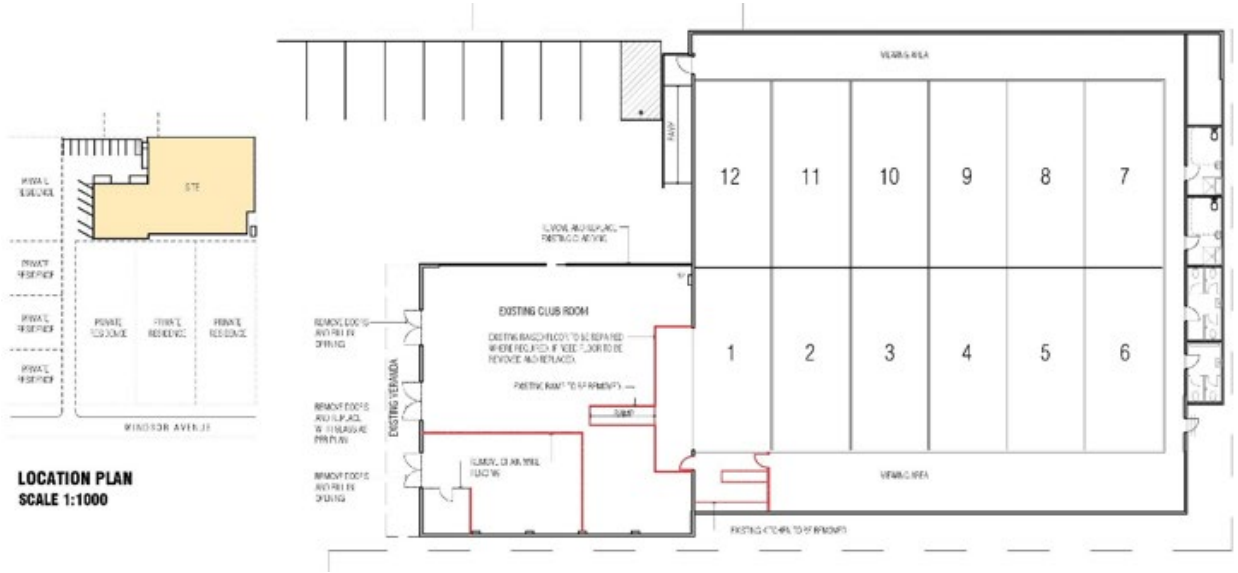 VIEWING AREA
RAMP
12
11
10
9
8
7
SITE
PRIVATE
RESIDENCE
REMOVE AND REPLACE
EXISTING CLADDING
PRIVATE
RESIDENCE
EXISTING CLUB ROOM
REMOVE DOORS
AND FILL IN
OPENING
EXISTING RAISED FLOOR TO BE REPAIRED
WHERE REQUIRED. IF NEED FLOOR TO BE
REMOVED AND REPLACED.
PRIVATE
RESIDENCE
PRIVATE
RESIDENCE
PRIVATE
RESIDENCE
PRIVATE
RESIDENCE
1
2
3
4
5
6
PRIVATE
RESIDENCE
EXISTING VERANDA
EXISTING RAMP TO BE REMOVED
RAMP
REMOVE DOORS
AND REPLACE
WITH GLASS AS
PER PLAN
WINDSOR AVENUE
REMOVE CHAIN WIRE
FENCING
REMOVE DOORS
AND FILL IN
OPENING
VIEWING AREA
LOCATION PLAN
SCALE 1:1000
EXISTING KITCHEN TO BE REMOVED